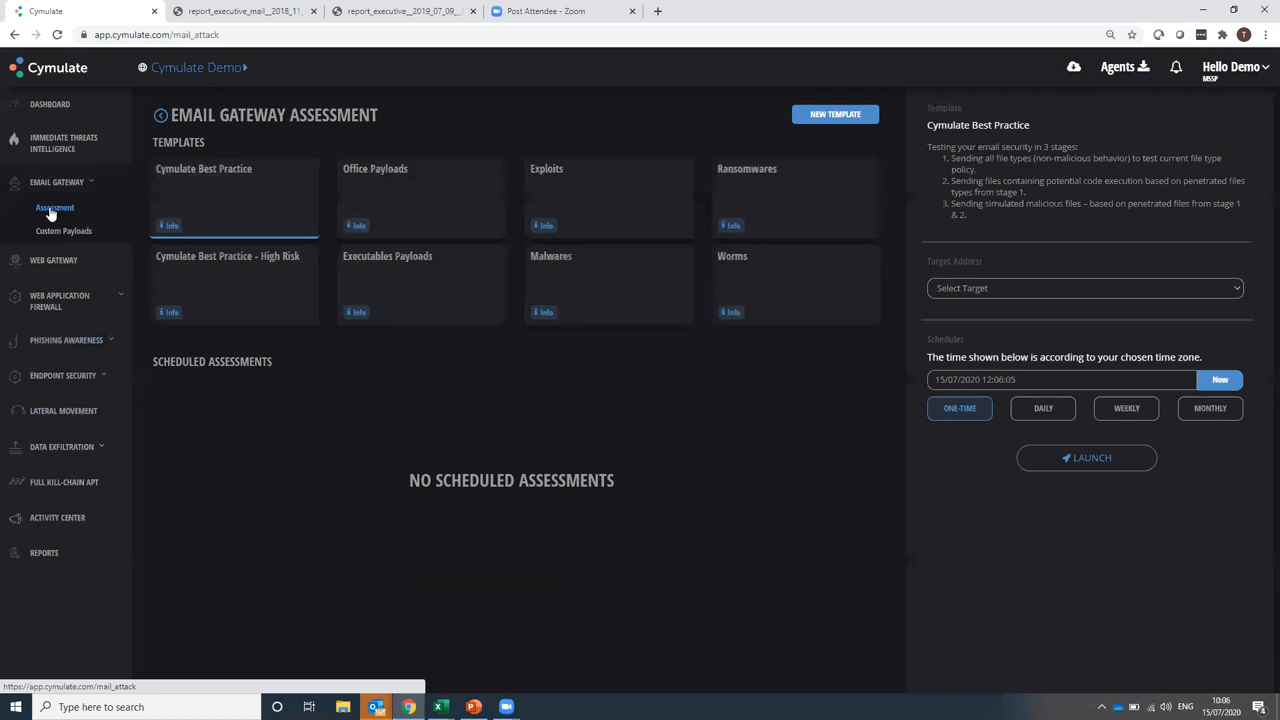 Cymulate
report_executive_mail__2018_11_
report_executive__2019_07_09__1
Post Attendee - Zoom
app.cymulate.com/mail_attack
T
Cymulate
Cymulate Demo
Agents
Hello Demo
MSSP
DASHBOARD
IMMEDIATE THREATS
INTELLIGENCE
EMAIL GATEWAY
Assessment
Custom Payloads
WEB GATEWAY
WEB APPLICATION
FIREWALL
PHISHING AWARENESS
ENDPOINT SECURITY
LATERAL MOVEMENT
DATA EXFILTRATION
FULL KILL-CHAIN APT
ACTIVITY CENTER
REPORTS
EMAIL GATEWAY ASSESSMENT
NEW TEMPLATE
TEMPLATES
Cymulate Best Practice
Info
Office Payloads
Info
Exploits
Info
Ransomwares
Info
Cymulate Best Practice - High Risk
Info
Executables Payloads
Info
Malwares
Info
Worms
Info
SCHEDULED ASSESSMENTS
NO SCHEDULED ASSESSMENTS
Template
Cymulate Best Practice
Testing your email security in 3 stages:
1. Sending all file types (non-malicious behavior) to test current file type
policy.
2. Sending files containing potential code execution based on penetrated files
types from stage 1.
3. Sending simulated malicious files – based on penetrated files from stage 1
& 2.
Target Address
Select Target
Scheduler
The time shown below is according to your chosen time zone.
15/07/2020 12:06:05
Now
ONE-TIME
DAILY
WEEKLY
MONTHLY
LAUNCH
https://app.cymulate.com/mail_attack
Type here to search
ENG
10:06
15/07/2020
4